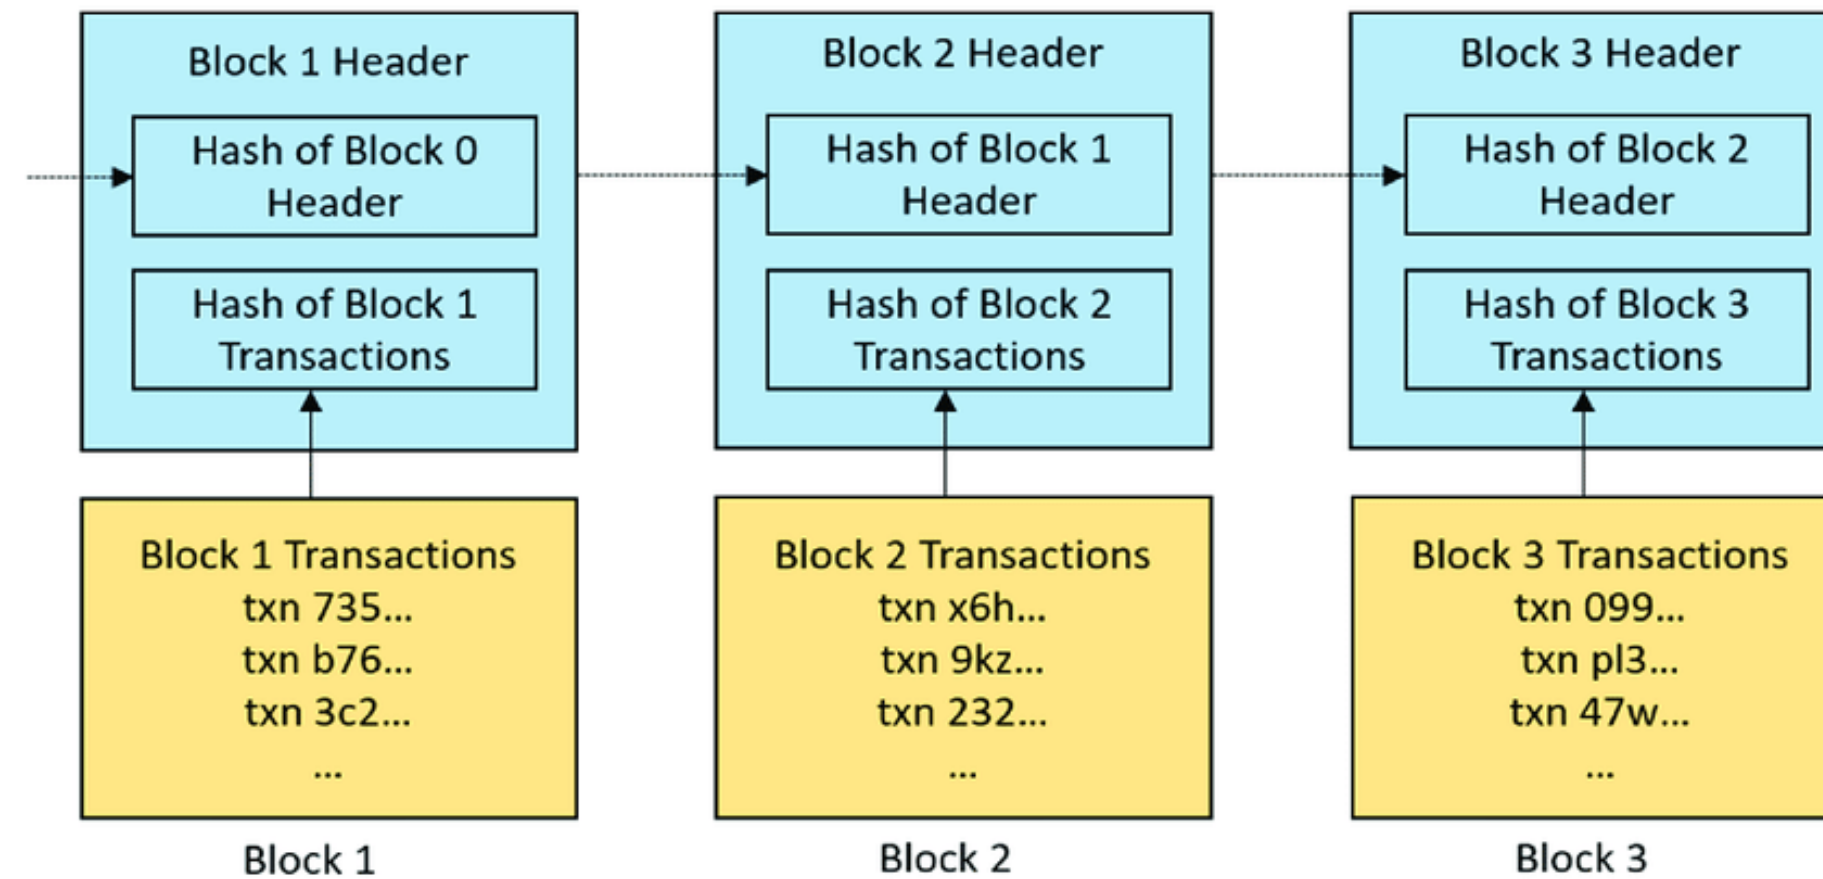 Block 1 Header
Hash of Block 0
Header
Hash of Block 1
Transactions
Block 1 Transactions
txn 735...
txn b76...
txn 3c2...
...
Block 1
Block 2 Header
Hash of Block 1
Header
Hash of Block 2
Transactions
Block 2 Transactions
txn x6h...
txn 9kz...
txn 232...
...
Block 2
Block 3 Header
Hash of Block 2
Header
Hash of Block 3
Transactions
Block 3 Transactions
txn 099...
txn pl3...
txn 47w...
...
Block 3